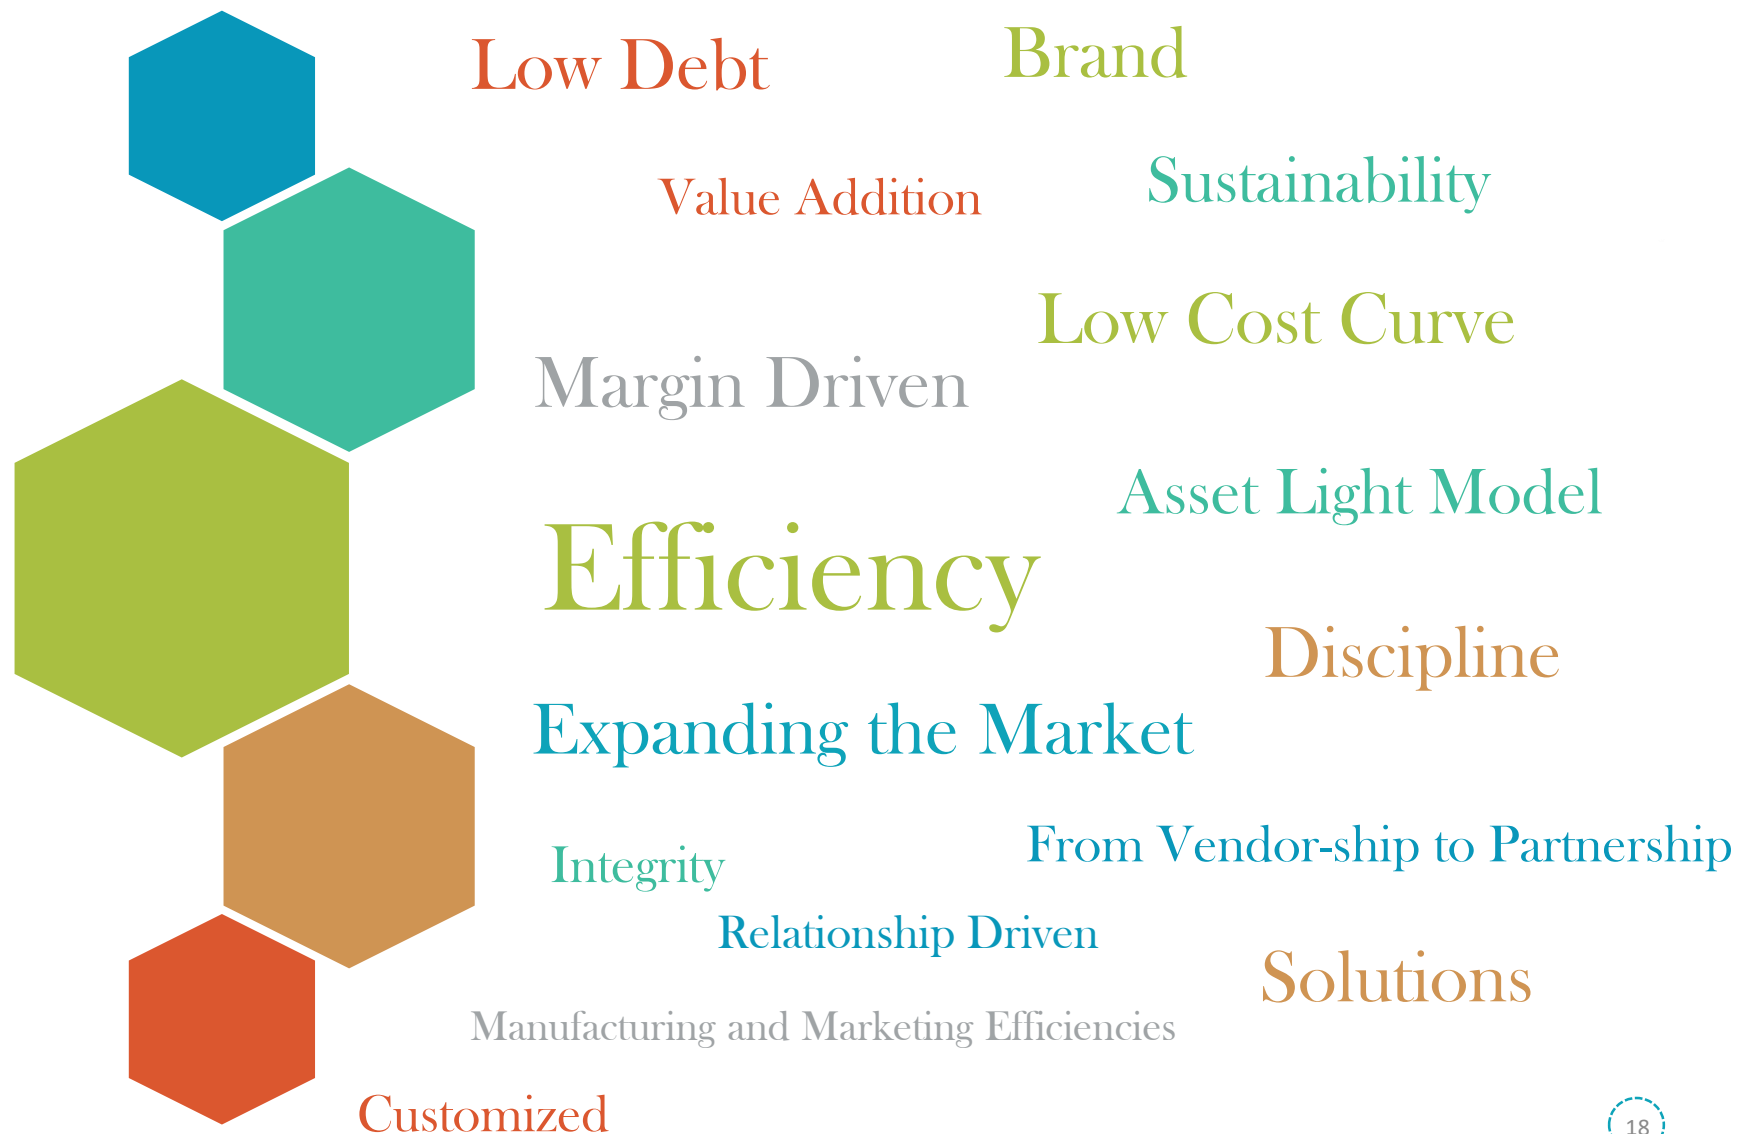 Low Debt
Brand
Value Addition
Sustainability
Low Cost Curve
Margin Driven
Asset Light Model
Efficiency
Discipline
Expanding the Market
From Vendor-ship to Partnership
Integrity
Relationship Driven
Solutions
Manufacturing and Marketing Efficiencies
Customized
18